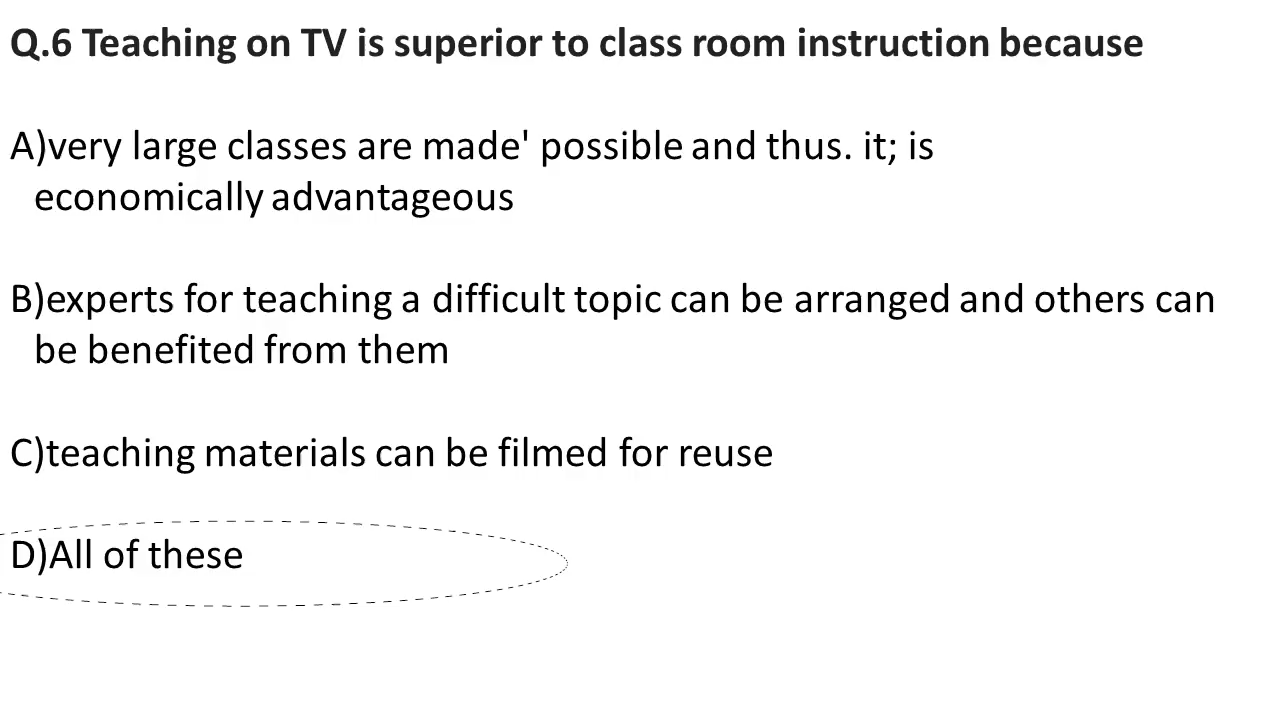 Q.6 Teaching on TV is superior to class room instruction because
A)very large classes are made' possible and thus. it; is
economically advantageous
B)experts for teaching a difficult topic can be arranged and others can
be benefited from them
C)teaching materials can be filmed for reuse
D)All of these